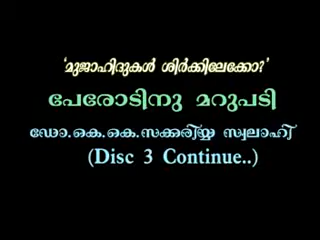 ‘മുജാഹിദുകൾ ശിർക്കിലേക്കോ?’
പേരോടിനു മറുപടി
ഡോ.കെ.കെ.സക്കരിയ്യ സ്വലാഹി
(Disc 3 Continue..)